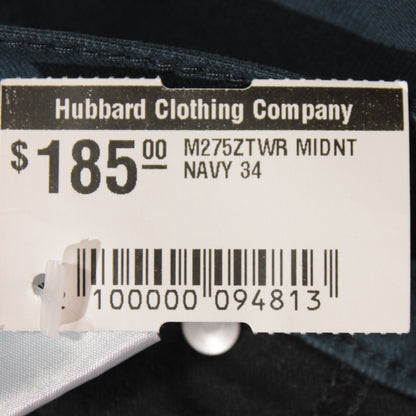 Hubbard Clothing Company
$185.00 M275ZTWR MIDNT
NAVY 34
100000 094813